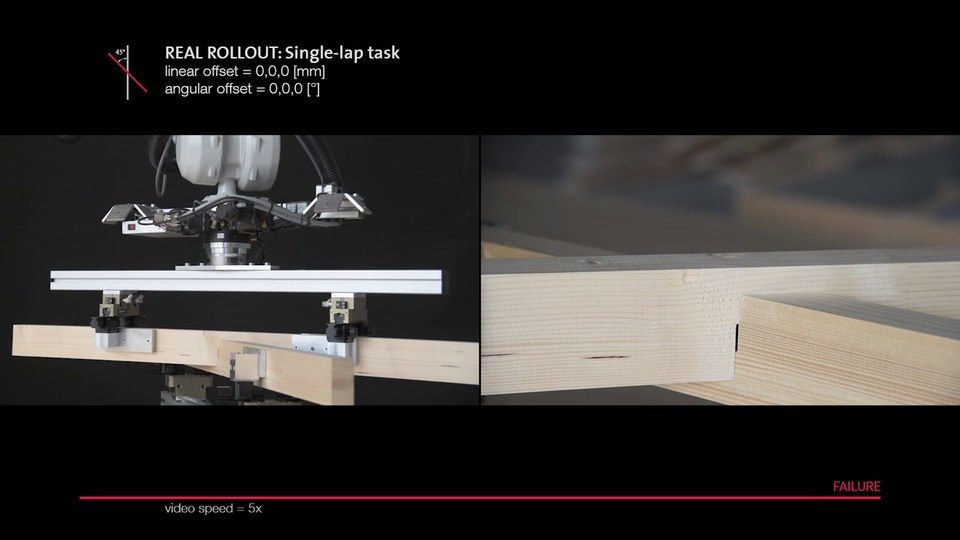 45°
REAL ROLLOUT: Single-lap task
linear offset = 0,0,0 [mm]
angular offset = 0,0,0 [°]
FAILURE
video speed = 5x